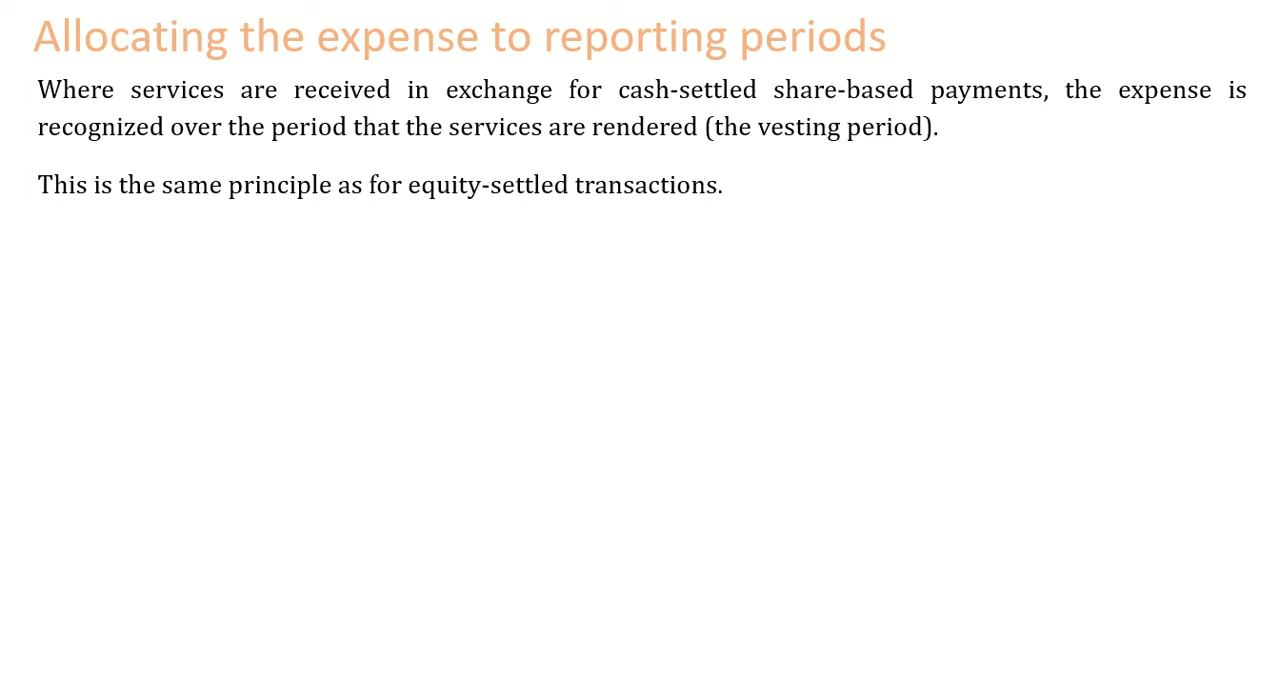 Allocating the expense to reporting periods
Where services are received in exchange for cash-settled share-based payments, the expense is
recognized over the period that the services are rendered (the vesting period).
This is the same principle as for equity-settled transactions.